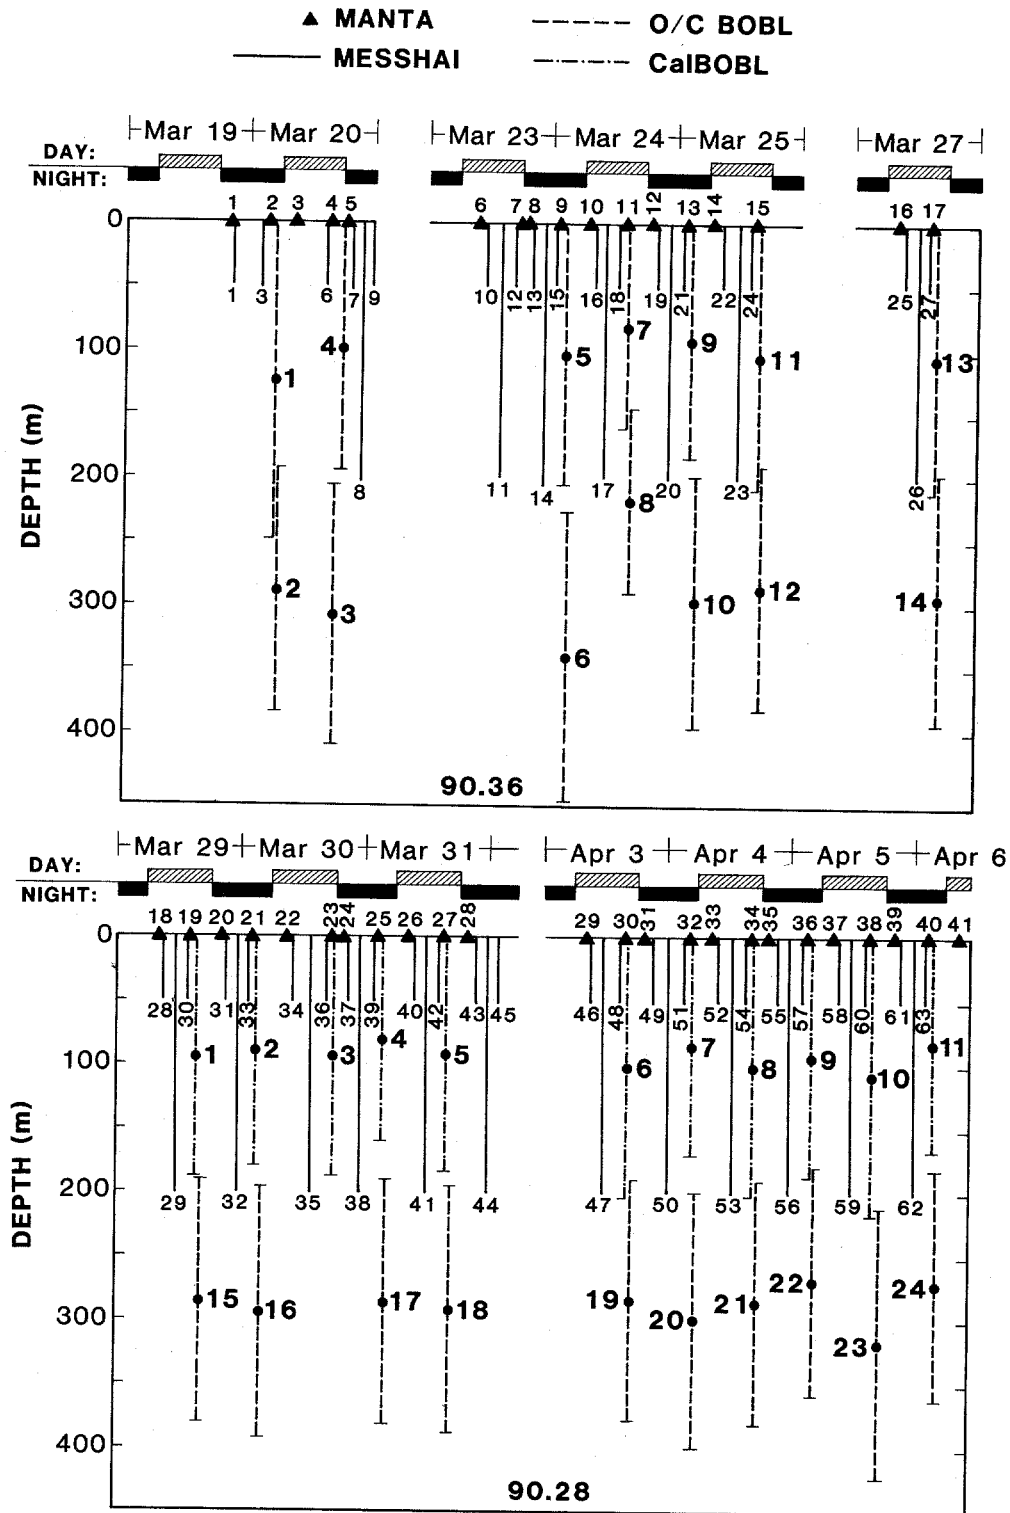 ▲ MANTA --- O/C BOBL
— MESSHAI -·-·- CalBOBL
Mar 19 Mar 20 Mar 23 Mar 24 Mar 25 Mar 27
DAY:
NIGHT:
1 2 3 4 5 6 7 8 9 10 11 12 13 14 15 16 17
0
1 3 6 7 9 10 12 13 15 16 18 19 21 22 24 25 27
100
4 1 5 7 9 11 13
200
8 11 14 17 20 23 26
8
300
2 3 6 10 12 14
400
DEPTH (m)
90.36
Mar 29 Mar 30 Mar 31 Apr 3 Apr 4 Apr 5 Apr 6
DAY:
NIGHT:
18 19 20 21 22 23 24 25 26 27 28 29 30 31 32 33 34 35 36 37 38 39 40 41
0
28 30 31 33 34 36 37 39 40 42 43 45 46 48 49 51 52 54 55 57 58 60 61 63
100
1 2 3 4 5 6 7 8 9 10 11
200
29 32 35 38 41 44 47 50 53 56 59 62
300
15 16 17 18 19 20 21 22 23 24
400
DEPTH (m)
90.28